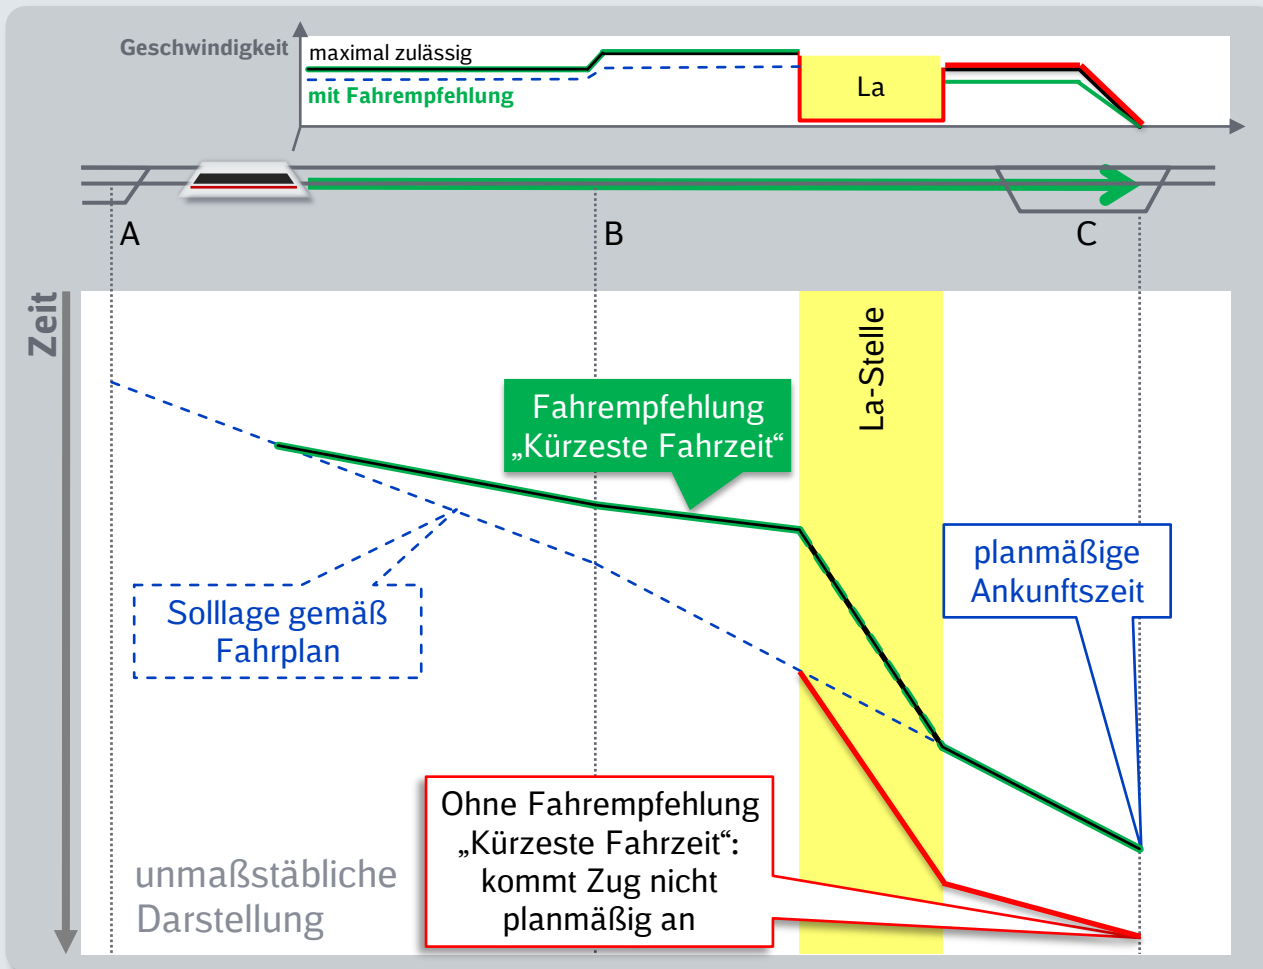 Geschwindigkeit
maximal zulässig
mit Fahrempfehlung
La
A
B
C
Zeit
La-Stelle
Fahrempfehlung
„Kürzeste Fahrzeit“
planmäßige
Ankunftszeit
Solllage gemäß
Fahrplan
Ohne Fahrempfehlung
„Kürzeste Fahrzeit“:
kommt Zug nicht
planmäßig an
unmaßstäbliche
Darstellung